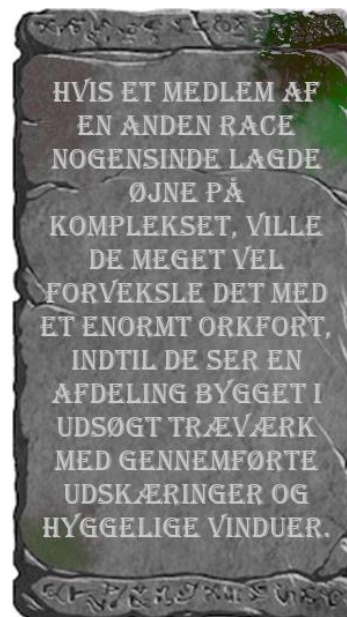 HVIS ET MEDLEM AF
EN ANDEN RACE
NOGENSINDE LAGDE
ØJNE PÅ
KOMPLEKSET, VILLE
DE MEGET VEL
FORVEKSLE DET MED
ET ENORMT ORKFORT,
INDTIL DE SER EN
AFDELING BYGGET I
UDSØGT TRÆVÆRK
MED GENNEMFØRTE
UDSKÆRINGER OG
HYGGELIGE VINDUER.